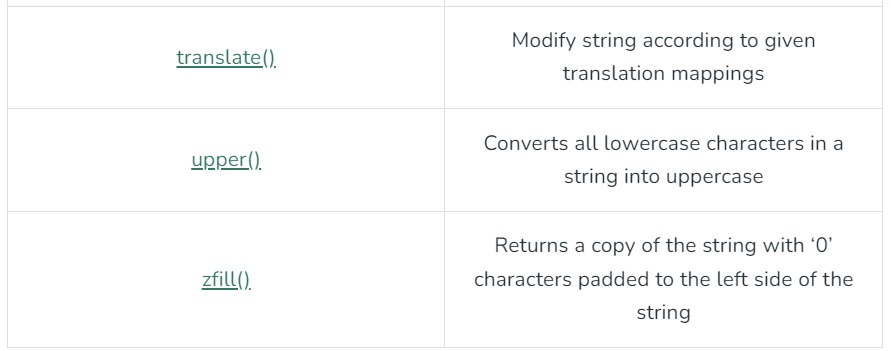 translate()
Modify string according to given
translation mappings
upper()
Converts all lowercase characters in a
string into uppercase
zfill()
Returns a copy of the string with ‘0’
characters padded to the left side of the
string